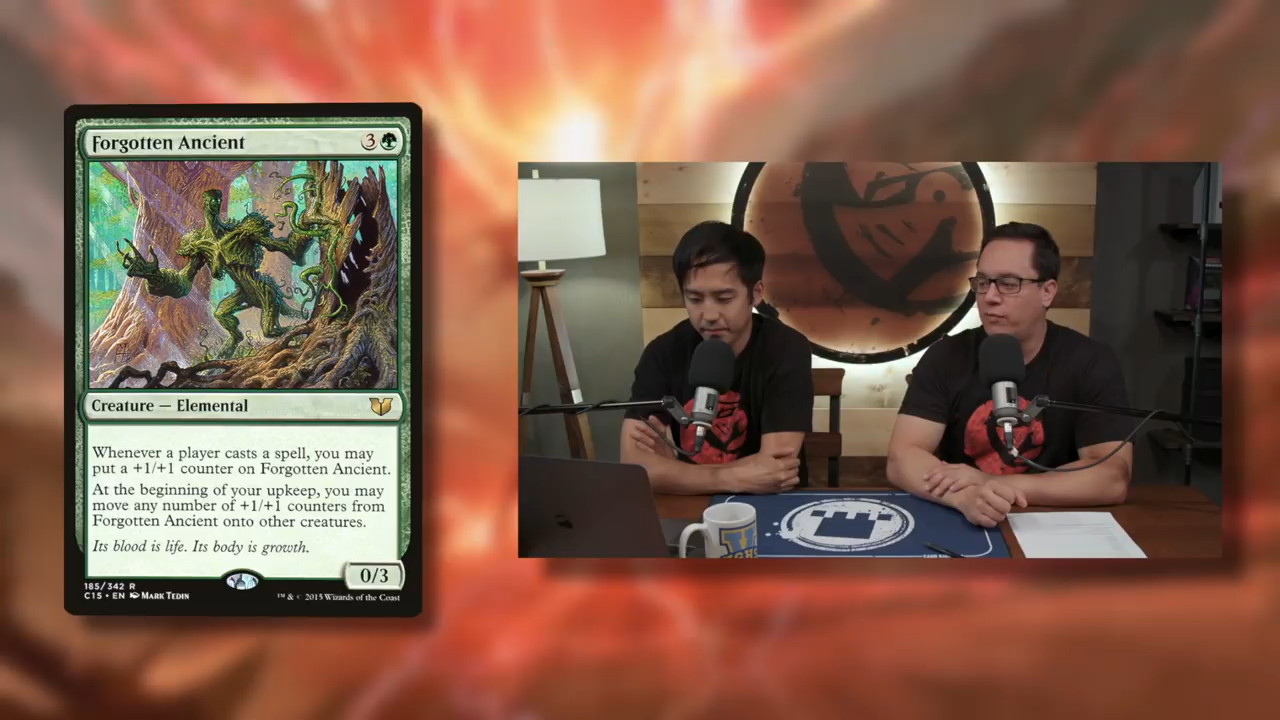 Forgotten Ancient 3
Creature — Elemental
Whenever a player casts a spell, you may
put a +1/+1 counter on Forgotten Ancient.
At the beginning of your upkeep, you may
move any number of +1/+1 counters from
Forgotten Ancient onto other creatures.
Its blood is life. Its body is growth.
0/3
185/342 R
C15 • EN Mark Tedin
™ & © 2015 Wizards of the Coast